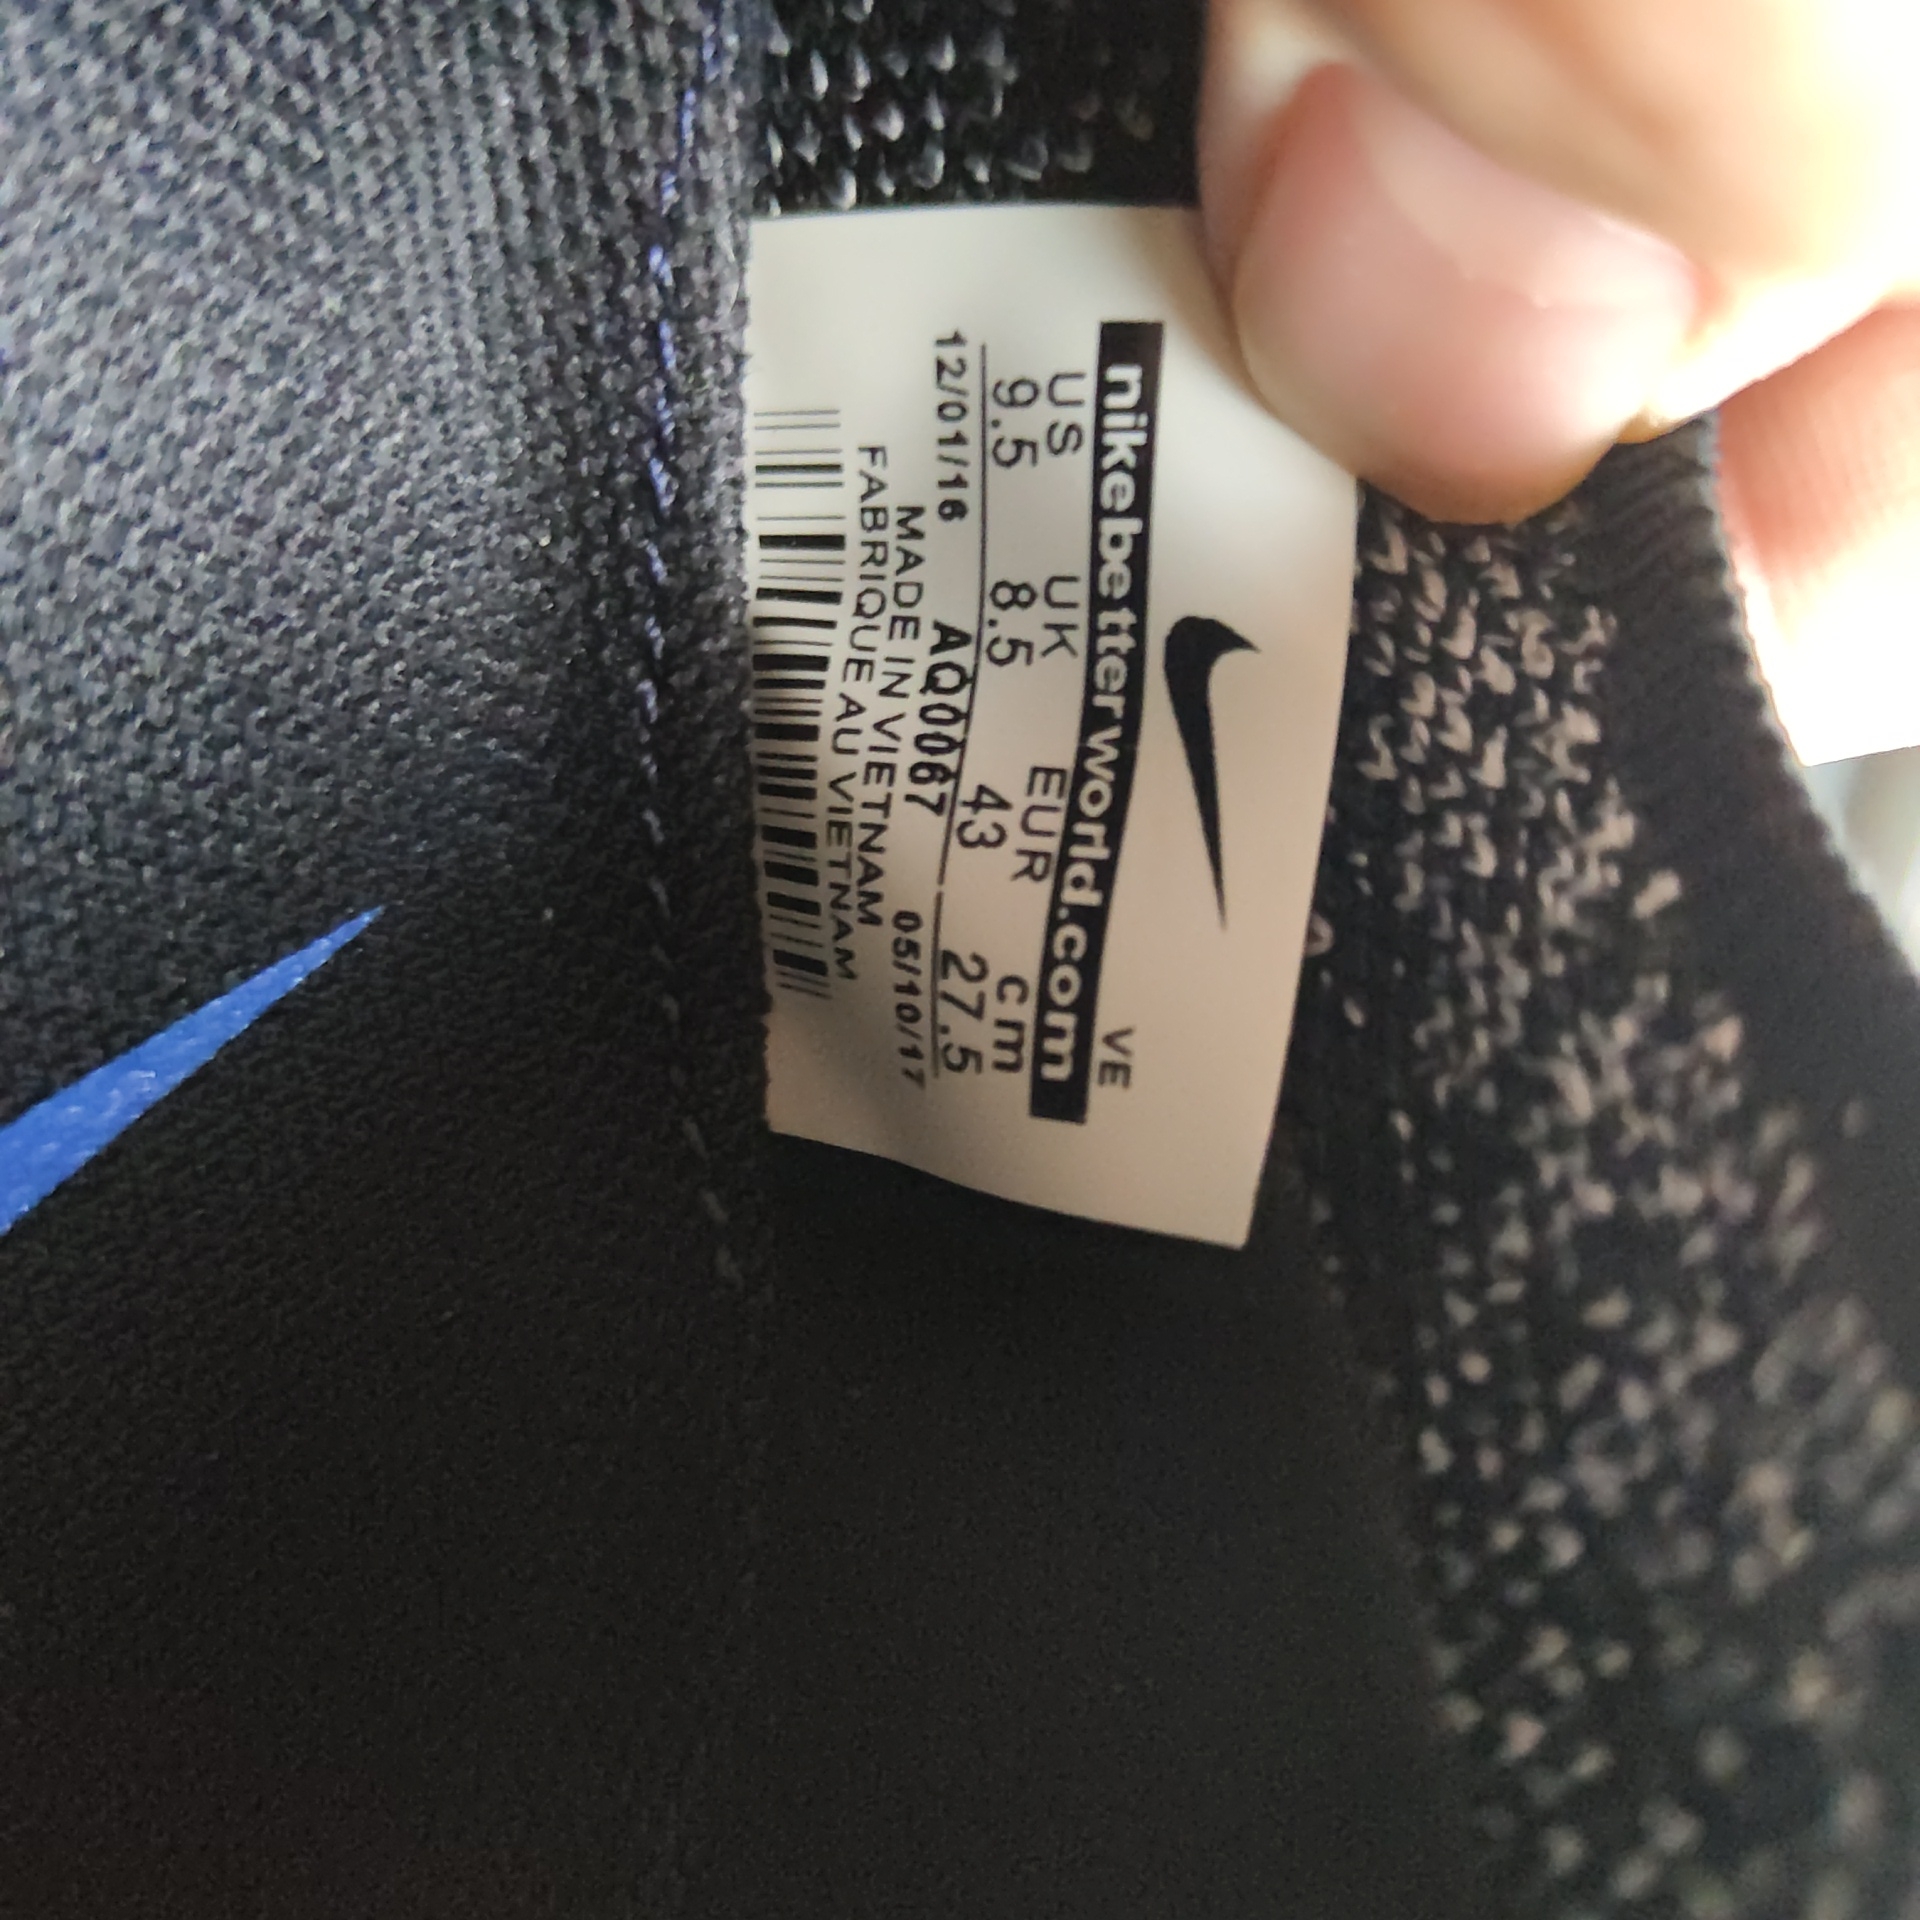 VE
nikebetterworld.com
US UK EUR cm
9.5 8.5 43 27.5
12/01/16 AQ0067 05/10/17
MADE IN VIETNAM
FABRIQUE AU VIETNAM